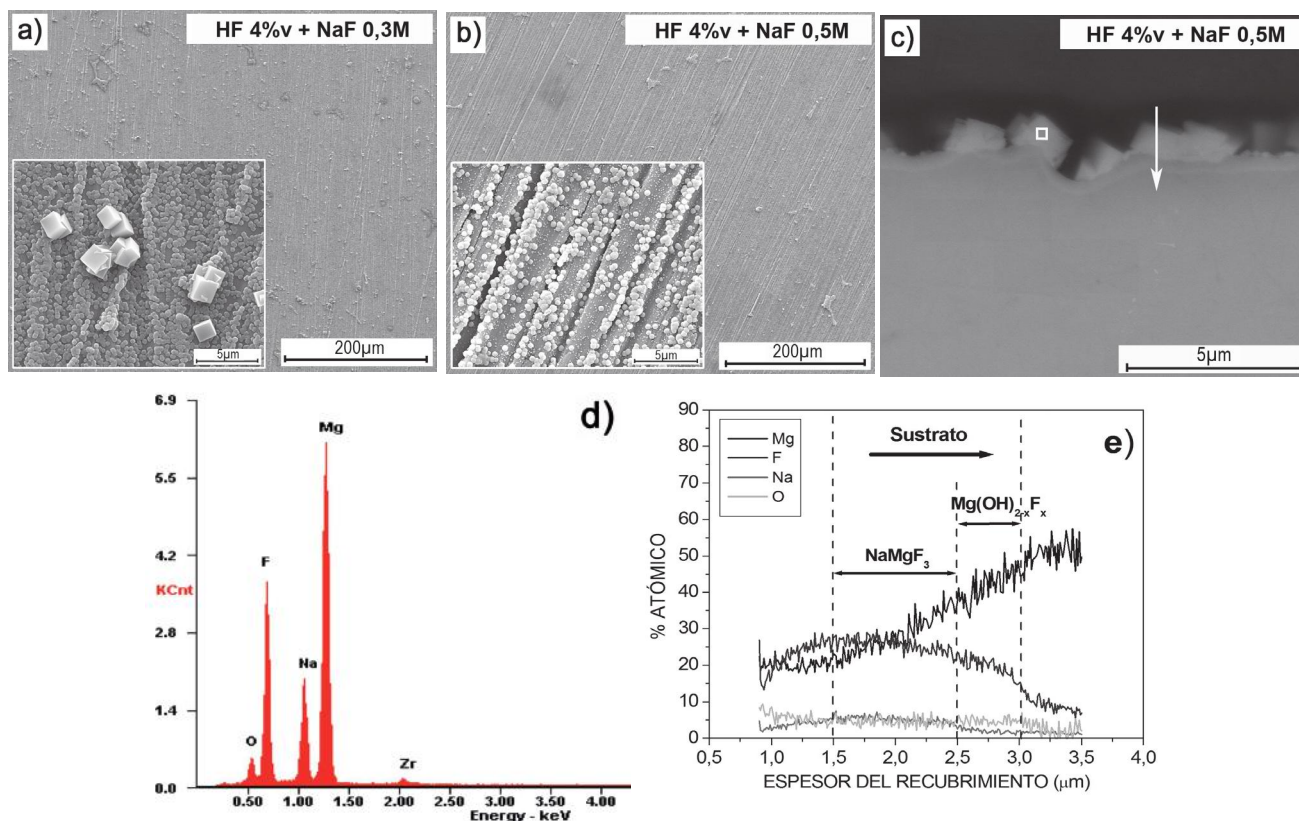 a)
HF 4%v + NaF 0,3M
5µm
200µm
b)
HF 4%v + NaF 0,5M
5µm
200µm
c)
HF 4%v + NaF 0,5M
5µm
d)
6.9
5.5
4.2
KCnt
2.8
1.4
0.0
O
F
Na
Mg
Zr
0.50 1.00 1.50 2.00 2.50 3.00 3.50 4.00
Energy - keV
e)
90
80
70
60
50
40
30
20
10
0
% ATÓMICO
Mg
F
Na
O
Sustrato
Mg(OH)2-xFx
NaMgF3
0,5 1,0 1,5 2,0 2,5 3,0 3,5 4,0
ESPESOR DEL RECUBRIMIENTO (µm)